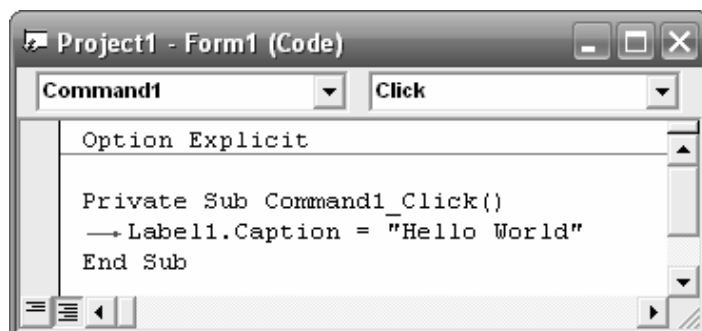 Project1 - Form1 (Code)
Command1 Click
Option Explicit
Private Sub Command1_Click()
Label1.Caption = "Hello World"
End Sub